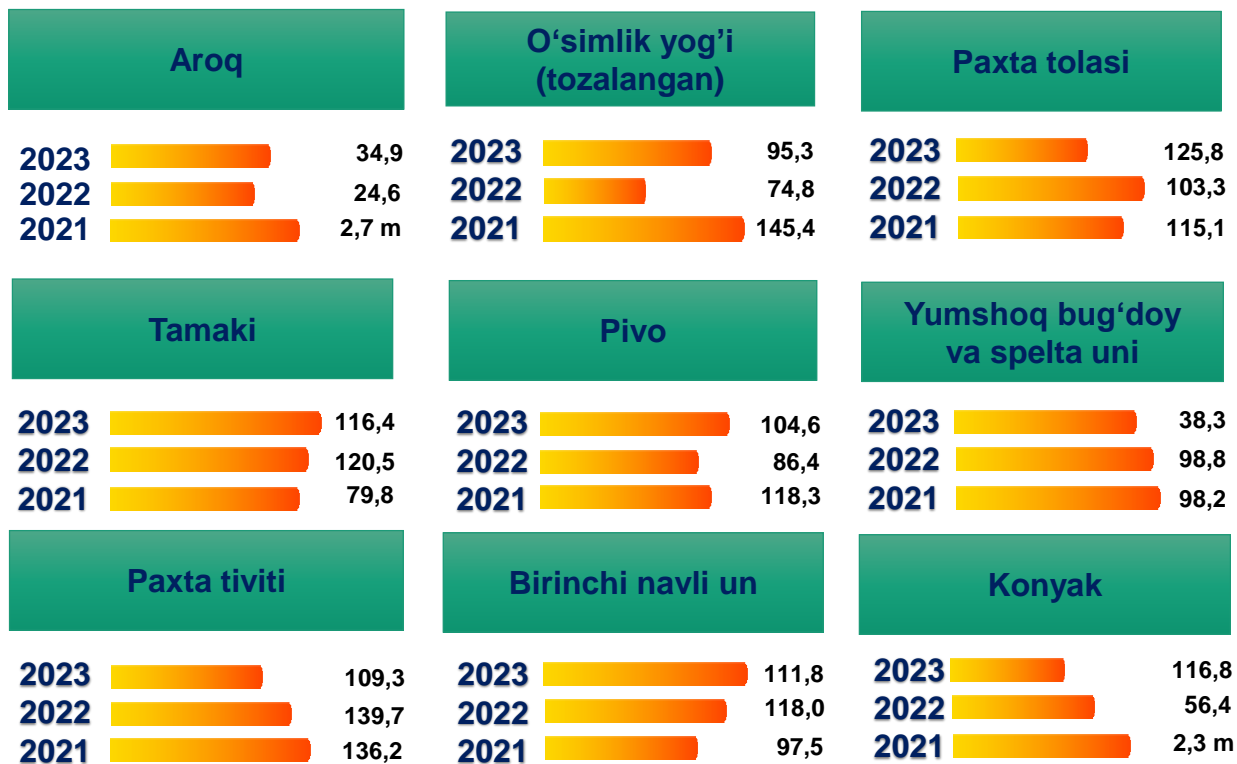 Aroq
2023 34,9
2022 24,6
2021 2,7 m
O‘simlik yog’i
(tozalangan)
2023 95,3
2022 74,8
2021 145,4
Paxta tolasi
2023 125,8
2022 103,3
2021 115,1
Tamaki
2023 116,4
2022 120,5
2021 79,8
Pivo
2023 104,6
2022 86,4
2021 118,3
Yumshoq bug‘doy
va spelta uni
2023 38,3
2022 98,8
2021 98,2
Paxta tiviti
2023 109,3
2022 139,7
2021 136,2
Birinchi navli un
2023 111,8
2022 118,0
2021 97,5
Konyak
2023 116,8
2022 56,4
2021 2,3 m